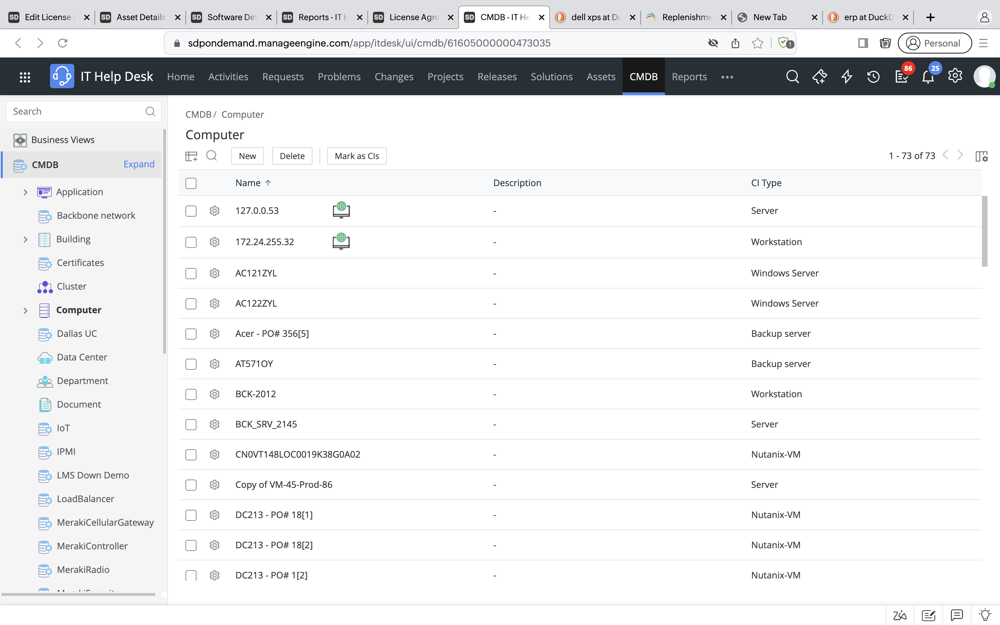 SD Edit License A
SD Asset Details
SD Software Det
SD Reports - IT H
SD License Agre
SD CMDB - IT He
dell xps at Du
Replenishme
New Tab
erp at DuckD
sdpondemand.manageengine.com/app/itdesk/ui/cmdb/61605000000473035
1
Personal
IT Help Desk
Home
Activities
Requests
Problems
Changes
Projects
Releases
Solutions
Assets
CMDB
Reports
86
25
Search
Business Views
CMDB
Expand
Application
Backbone network
Building
Certificates
Cluster
Computer
Dallas UC
Data Center
Department
Document
IoT
IPMI
LMS Down Demo
LoadBalancer
MerakiCellularGateway
MerakiController
MerakiRadio
CMDB / Computer
Computer
New
Delete
Mark as CIs
1 - 73 of 73
Name Description CI Type
127.0.0.53 - Server
172.24.255.32 - Workstation
AC121ZYL - Windows Server
AC122ZYL - Windows Server
Acer - PO# 356[5] - Backup server
AT571OY - Backup server
BCK-2012 - Workstation
BCK_SRV_2145 - Server
CN0VT148LOC0019K38G0A02 - Nutanix-VM
Copy of VM-45-Prod-86 - Server
DC213 - PO# 18[1] - Nutanix-VM
DC213 - PO# 18[2] - Nutanix-VM
DC213 - PO# 1[2] - Nutanix-VM